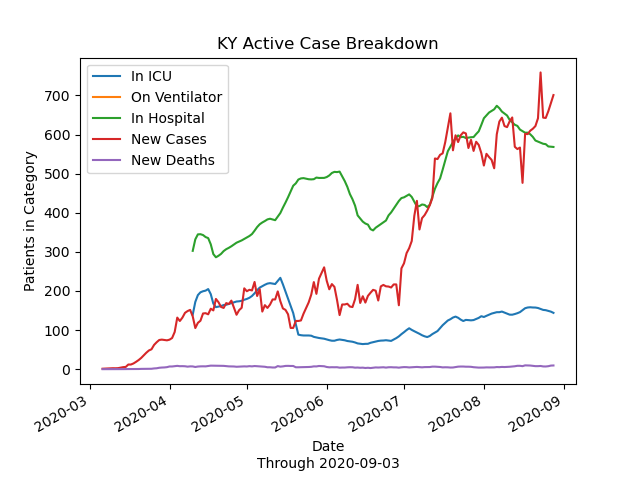 KY Active Case Breakdown
In ICU
On Ventilator
In Hospital
New Cases
New Deaths
Patients in Category
700
600
500
400
300
200
100
0
2020-03
2020-04
2020-05
2020-06
2020-07
2020-08
2020-09
Date
Through 2020-09-03